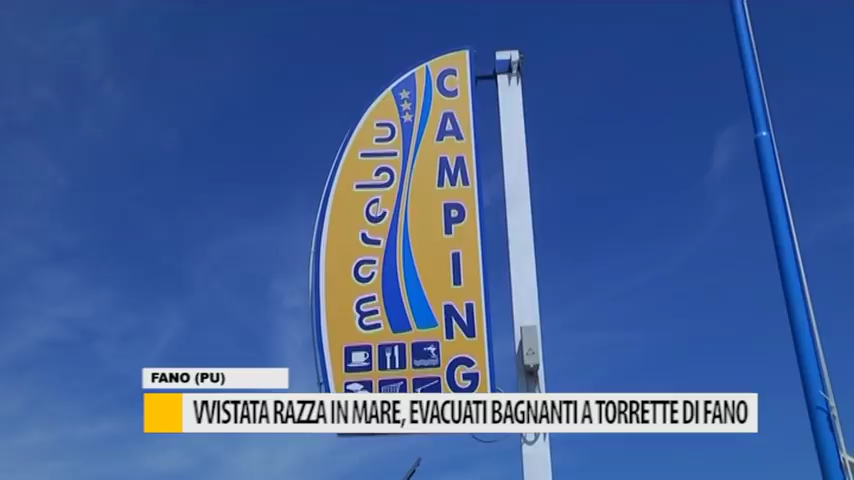 CAMPING
mareblu
FANO (PU)
VVISTATA RAZZA IN MARE, EVACUATI BAGNANTI A TORRETTE DI FANO